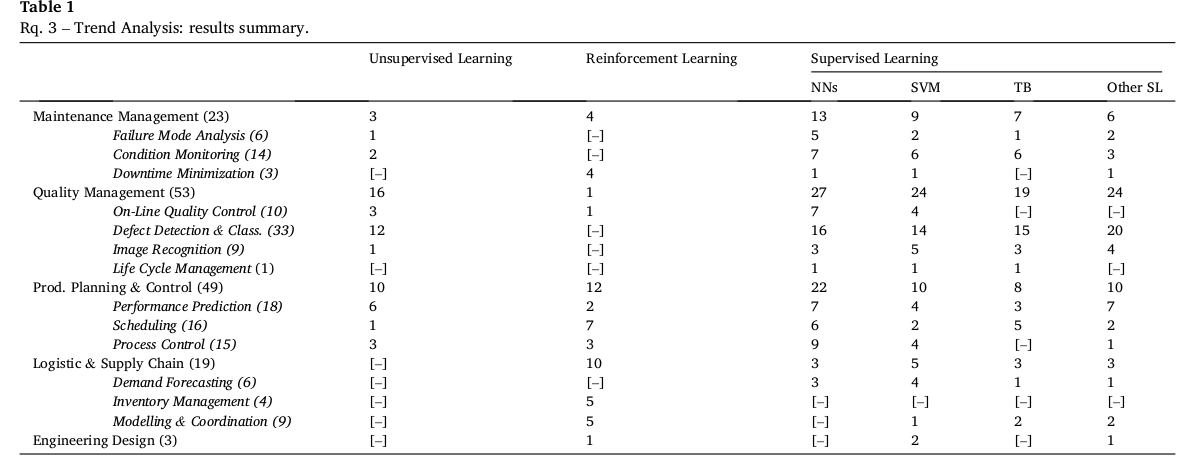 Table 1
Rq. 3 – Trend Analysis: results summary.
Unsupervised Learning Reinforcement Learning Supervised Learning
NNs SVM TB Other SL
Maintenance Management (23) 3 4 13 9 7 6
Failure Mode Analysis (6) 1 [–] 5 2 1 2
Condition Monitoring (14) 2 [–] 7 6 6 3
Downtime Minimization (3) [–] 4 1 1 [–] 1
Quality Management (53) 16 1 27 24 19 24
On-Line Quality Control (10) 3 1 7 4 [–] [–]
Defect Detection & Class. (33) 12 [–] 16 14 15 20
Image Recognition (9) 1 [–] 3 5 3 4
Life Cycle Management (1) [–] [–] 1 1 1 [–]
Prod. Planning & Control (49) 10 12 22 10 8 10
Performance Prediction (18) 6 2 7 4 3 7
Scheduling (16) 1 7 6 2 5 2
Process Control (15) 3 3 9 4 [–] 1
Logistic & Supply Chain (19) [–] 10 3 5 3 3
Demand Forecasting (6) [–] [–] 3 4 1 1
Inventory Management (4) [–] 5 [–] [–] [–] [–]
Modelling & Coordination (9) [–] 5 [–] 1 2 2
Engineering Design (3) [–] 1 [–] 2 [–] 1